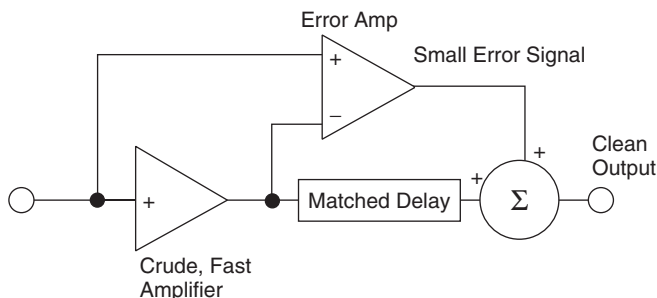 Error Amp
Small Error Signal
+
−
+
Clean
Output
+
Matched Delay
+
Σ
Crude, Fast
Amplifier